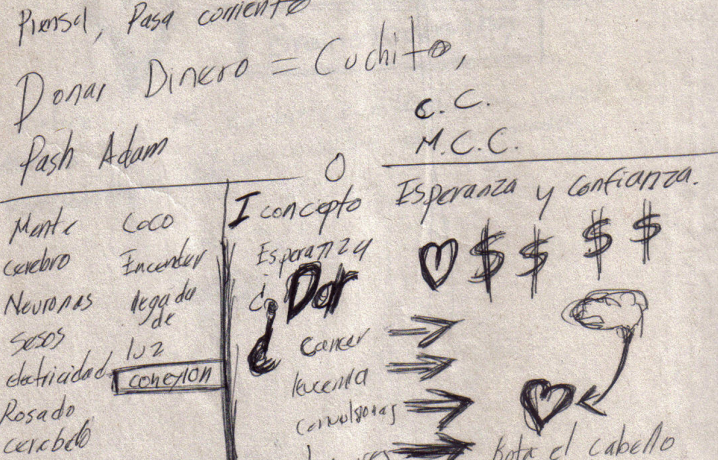 Piensa, Pasa corriente
Donar Dinero = Cuchito,
Pash Adam
C. C.
M. C. C.
Mente
cerebro
Neuronas
sesos
electricidad
Rosado
cerebelo
Coco
Encender
llegada
de
luz
conexion
I concepto
Esperanza
Dar
cancer
leucemia
convulsiones
Esperanza y confianza.
$ $ $ $
Bota el cabello